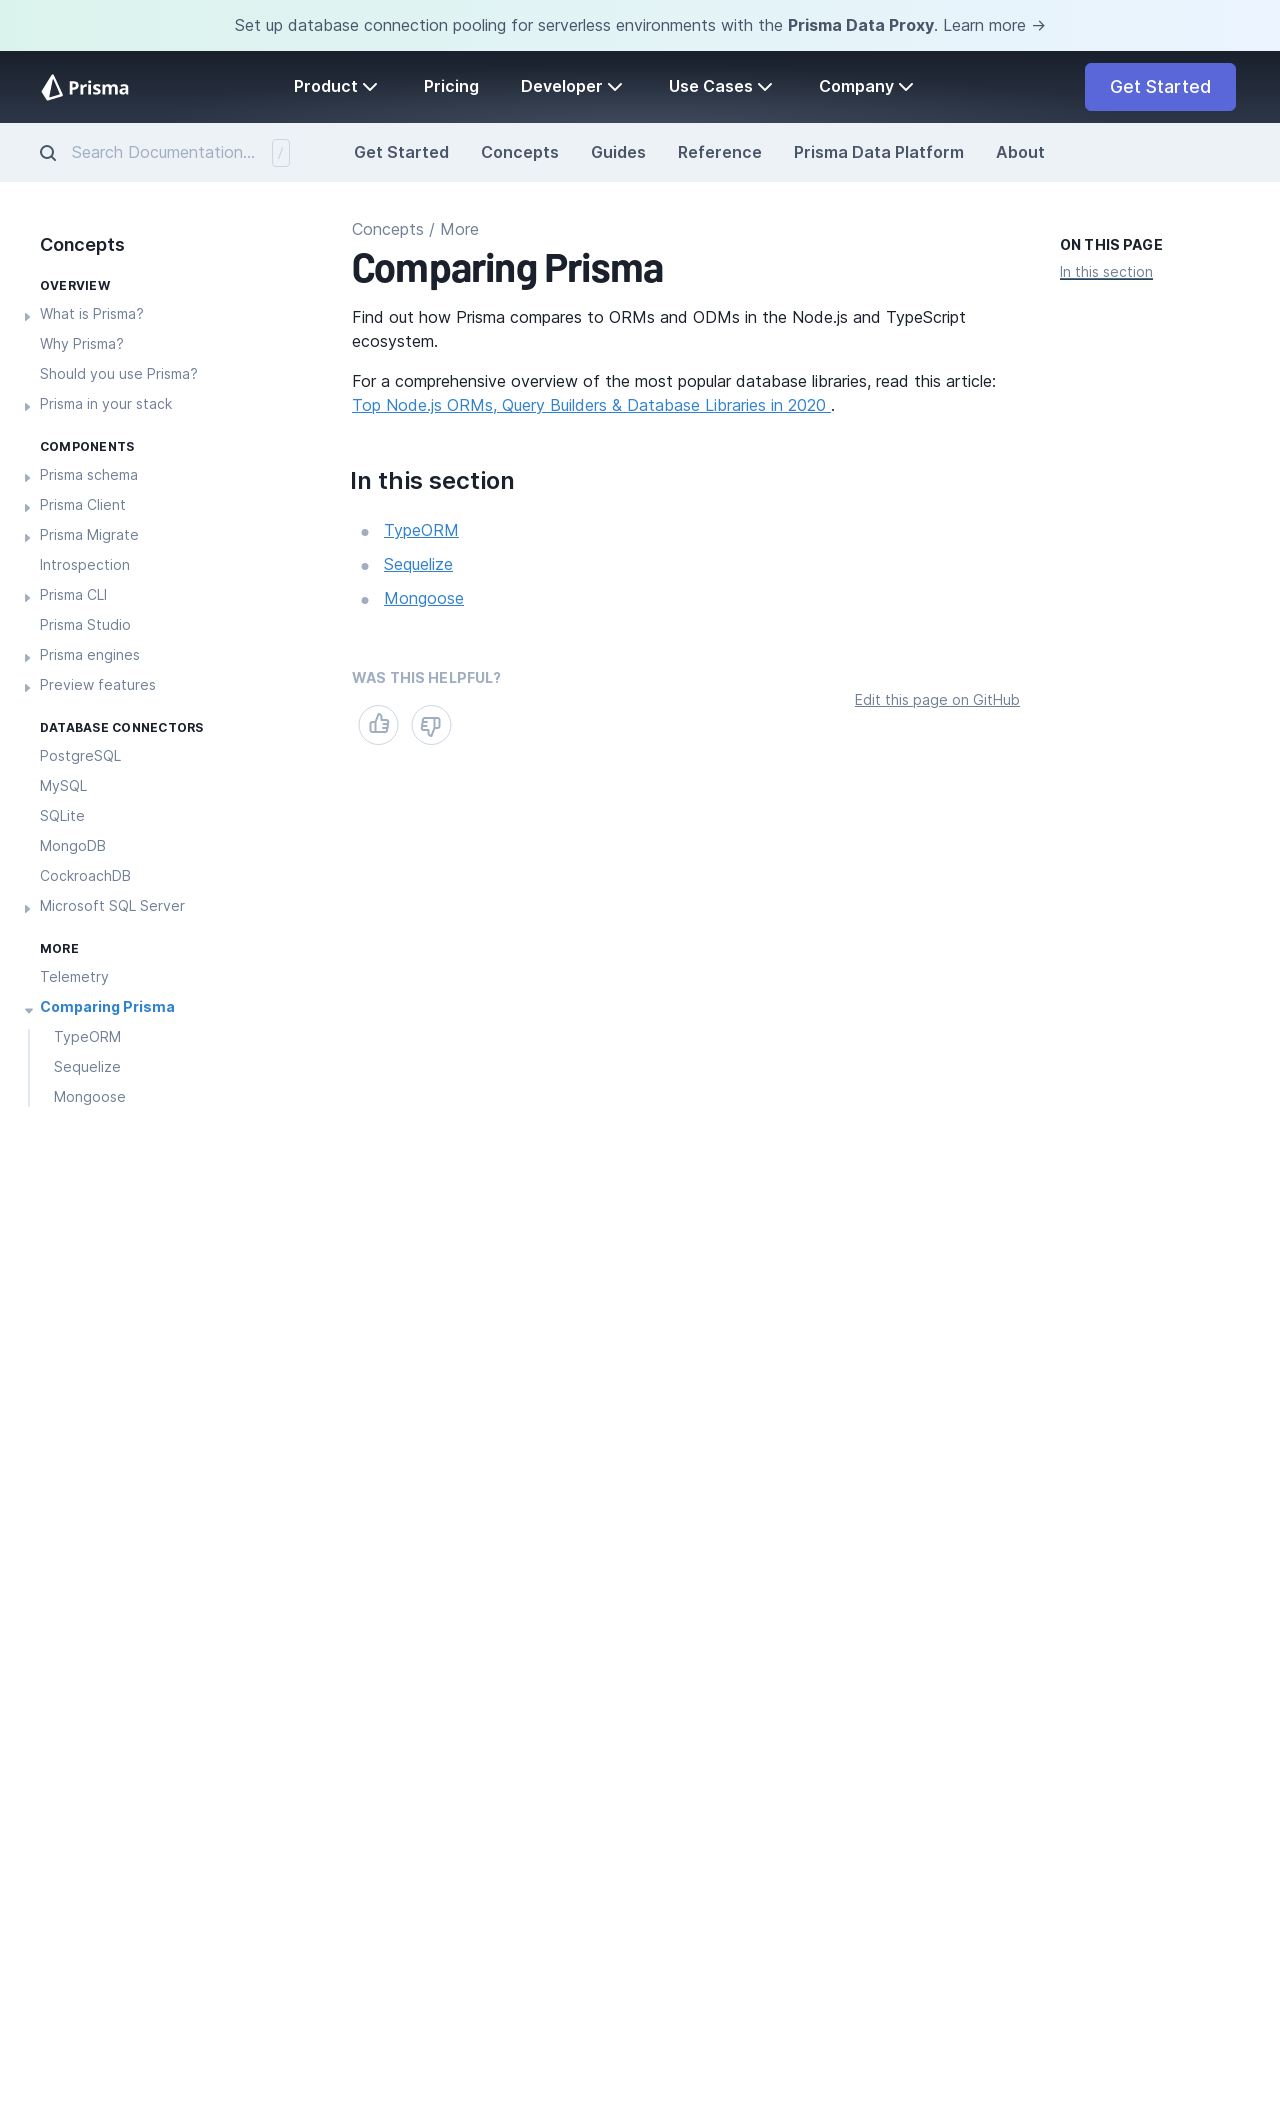 Set up database connection pooling for serverless environments with the Prisma Data Proxy. Learn more →
Prisma
Product
Pricing
Developer
Use Cases
Company
Get Started
Search Documentation...
/
Get Started
Concepts
Guides
Reference
Prisma Data Platform
About
Concepts
OVERVIEW
What is Prisma?
Why Prisma?
Should you use Prisma?
Prisma in your stack
COMPONENTS
Prisma schema
Prisma Client
Prisma Migrate
Introspection
Prisma CLI
Prisma Studio
Prisma engines
Preview features
DATABASE CONNECTORS
PostgreSQL
MySQL
SQLite
MongoDB
CockroachDB
Microsoft SQL Server
MORE
Telemetry
Comparing Prisma
TypeORM
Sequelize
Mongoose
Concepts / More
Comparing Prisma
Find out how Prisma compares to ORMs and ODMs in the Node.js and TypeScript
ecosystem.
For a comprehensive overview of the most popular database libraries, read this article:
Top Node.js ORMs, Query Builders & Database Libraries in 2020 .
In this section
TypeORM
Sequelize
Mongoose
WAS THIS HELPFUL?
Edit this page on GitHub
ON THIS PAGE
In this section